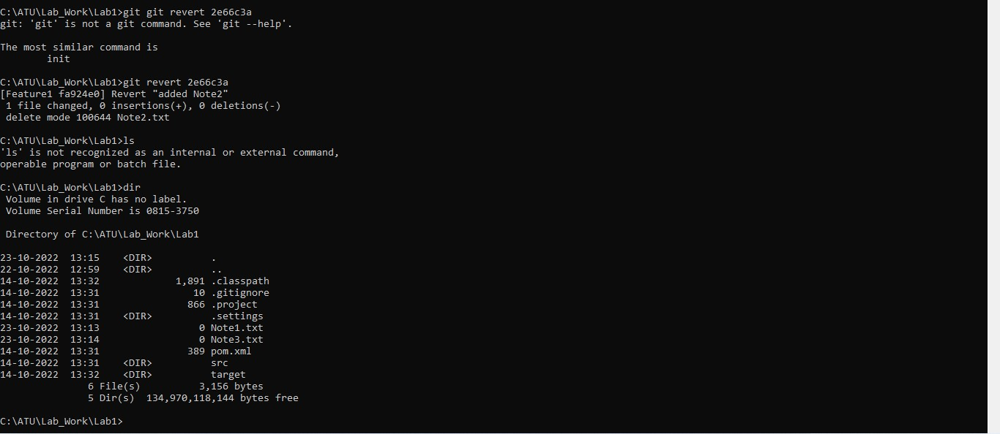 C:\ATU\Lab_Work\Lab1>git git revert 2e66c3a
git: 'git' is not a git command. See 'git --help'.
The most similar command is
        init
C:\ATU\Lab_Work\Lab1>git revert 2e66c3a
[Feature1 fa924e0] Revert "added Note2"
 1 file changed, 0 insertions(+), 0 deletions(-)
 delete mode 100644 Note2.txt
C:\ATU\Lab_Work\Lab1>ls
'ls' is not recognized as an internal or external command,
operable program or batch file.
C:\ATU\Lab_Work\Lab1>dir
 Volume in drive C has no label.
 Volume Serial Number is 0815-3750
 Directory of C:\ATU\Lab_Work\Lab1
23-10-2022  13:15    <DIR>          .
22-10-2022  12:59    <DIR>          ..
14-10-2022  13:32             1,891 .classpath
14-10-2022  13:31                10 .gitignore
14-10-2022  13:31               866 .project
14-10-2022  13:31    <DIR>          .settings
23-10-2022  13:13                 0 Note1.txt
23-10-2022  13:14                 0 Note3.txt
14-10-2022  13:31               389 pom.xml
14-10-2022  13:31    <DIR>          src
14-10-2022  13:32    <DIR>          target
               6 File(s)          3,156 bytes
               5 Dir(s)  134,970,118,144 bytes free
C:\ATU\Lab_Work\Lab1>